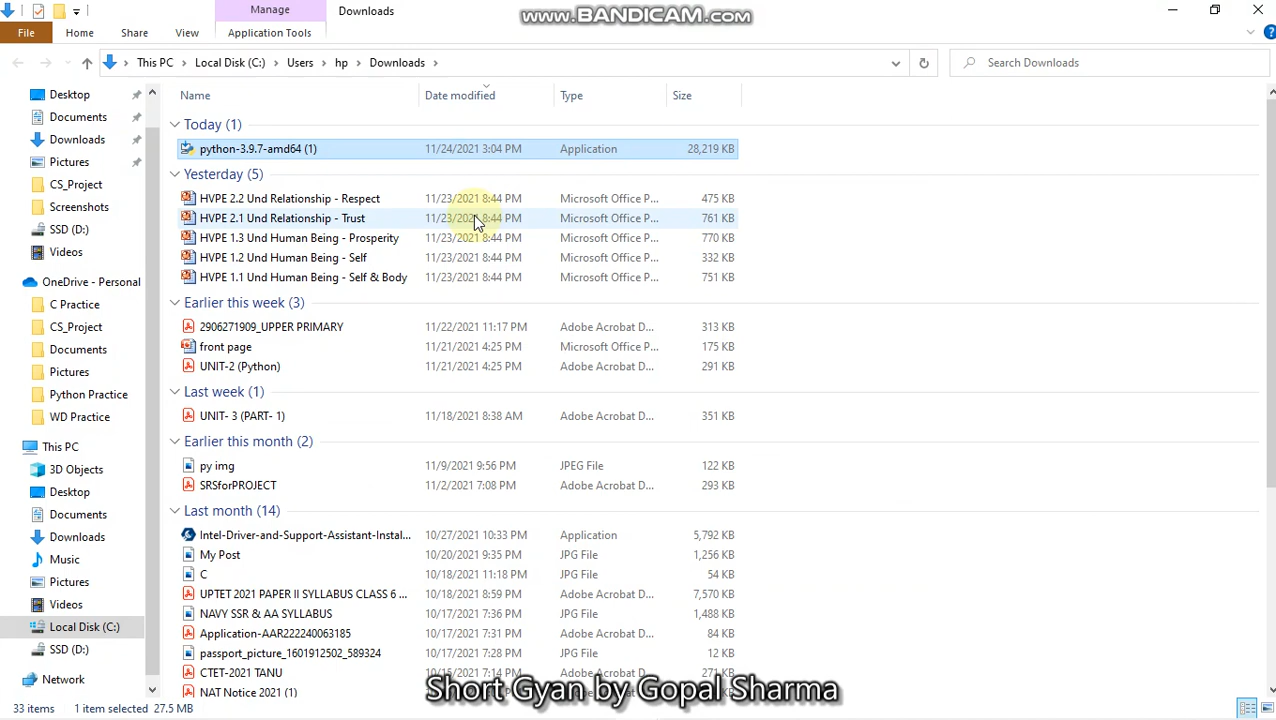 Manage
Downloads
www.BANDICAM.com
File
Home
Share
View
Application Tools
This PC
Local Disk (C:)
Users
hp
Downloads
Search Downloads
Name
Date modified
Type
Size
Desktop
Documents
Downloads
Pictures
CS_Project
Screenshots
SSD (D:)
Videos
OneDrive - Personal
C Practice
CS_Project
Documents
Pictures
Python Practice
WD Practice
This PC
3D Objects
Desktop
Documents
Downloads
Music
Pictures
Videos
Local Disk (C:)
SSD (D:)
Network
Today (1)
python-3.9.7-amd64 (1) 11/24/2021 3:04 PM Application 28,219 KB
Yesterday (5)
HVPE 2.2 Und Relationship - Respect 11/23/2021 8:44 PM Microsoft Office P... 475 KB
HVPE 2.1 Und Relationship - Trust 11/23/2021 8:44 PM Microsoft Office P... 761 KB
HVPE 1.3 Und Human Being - Prosperity 11/23/2021 8:44 PM Microsoft Office P... 770 KB
HVPE 1.2 Und Human Being - Self 11/23/2021 8:44 PM Microsoft Office P... 332 KB
HVPE 1.1 Und Human Being - Self & Body 11/23/2021 8:44 PM Microsoft Office P... 751 KB
Earlier this week (3)
2906271909_UPPER PRIMARY 11/22/2021 11:17 PM Adobe Acrobat D... 313 KB
front page 11/21/2021 4:25 PM Microsoft Office P... 175 KB
UNIT-2 (Python) 11/21/2021 4:25 PM Adobe Acrobat D... 291 KB
Last week (1)
UNIT- 3 (PART- 1) 11/18/2021 8:38 AM Adobe Acrobat D... 351 KB
Earlier this month (2)
py img 11/9/2021 9:56 PM JPEG File 122 KB
SRSforPROJECT 11/2/2021 7:08 PM Adobe Acrobat D... 293 KB
Last month (14)
Intel-Driver-and-Support-Assistant-Instal... 10/27/2021 10:33 PM Application 5,792 KB
My Post 10/20/2021 9:35 PM JPG File 1,256 KB
C 10/18/2021 11:18 PM JPG File 54 KB
UPTET 2021 PAPER II SYLLABUS CLASS 6 ... 10/18/2021 8:59 PM Adobe Acrobat D... 7,570 KB
NAVY SSR & AA SYLLABUS 10/17/2021 7:36 PM JPG File 1,488 KB
Application-AAR222240063185 10/17/2021 7:31 PM Adobe Acrobat D... 84 KB
passport_picture_1601912502_589324 10/17/2021 7:28 PM JPG File 12 KB
CTET-2021 TANU 10/15/2021 7:14 PM Adobe Acrobat D... 271 KB
NAT Notice 2021 (1)
Short Gyan by Gopal Sharma
33 items
1 item selected 27.5 MB